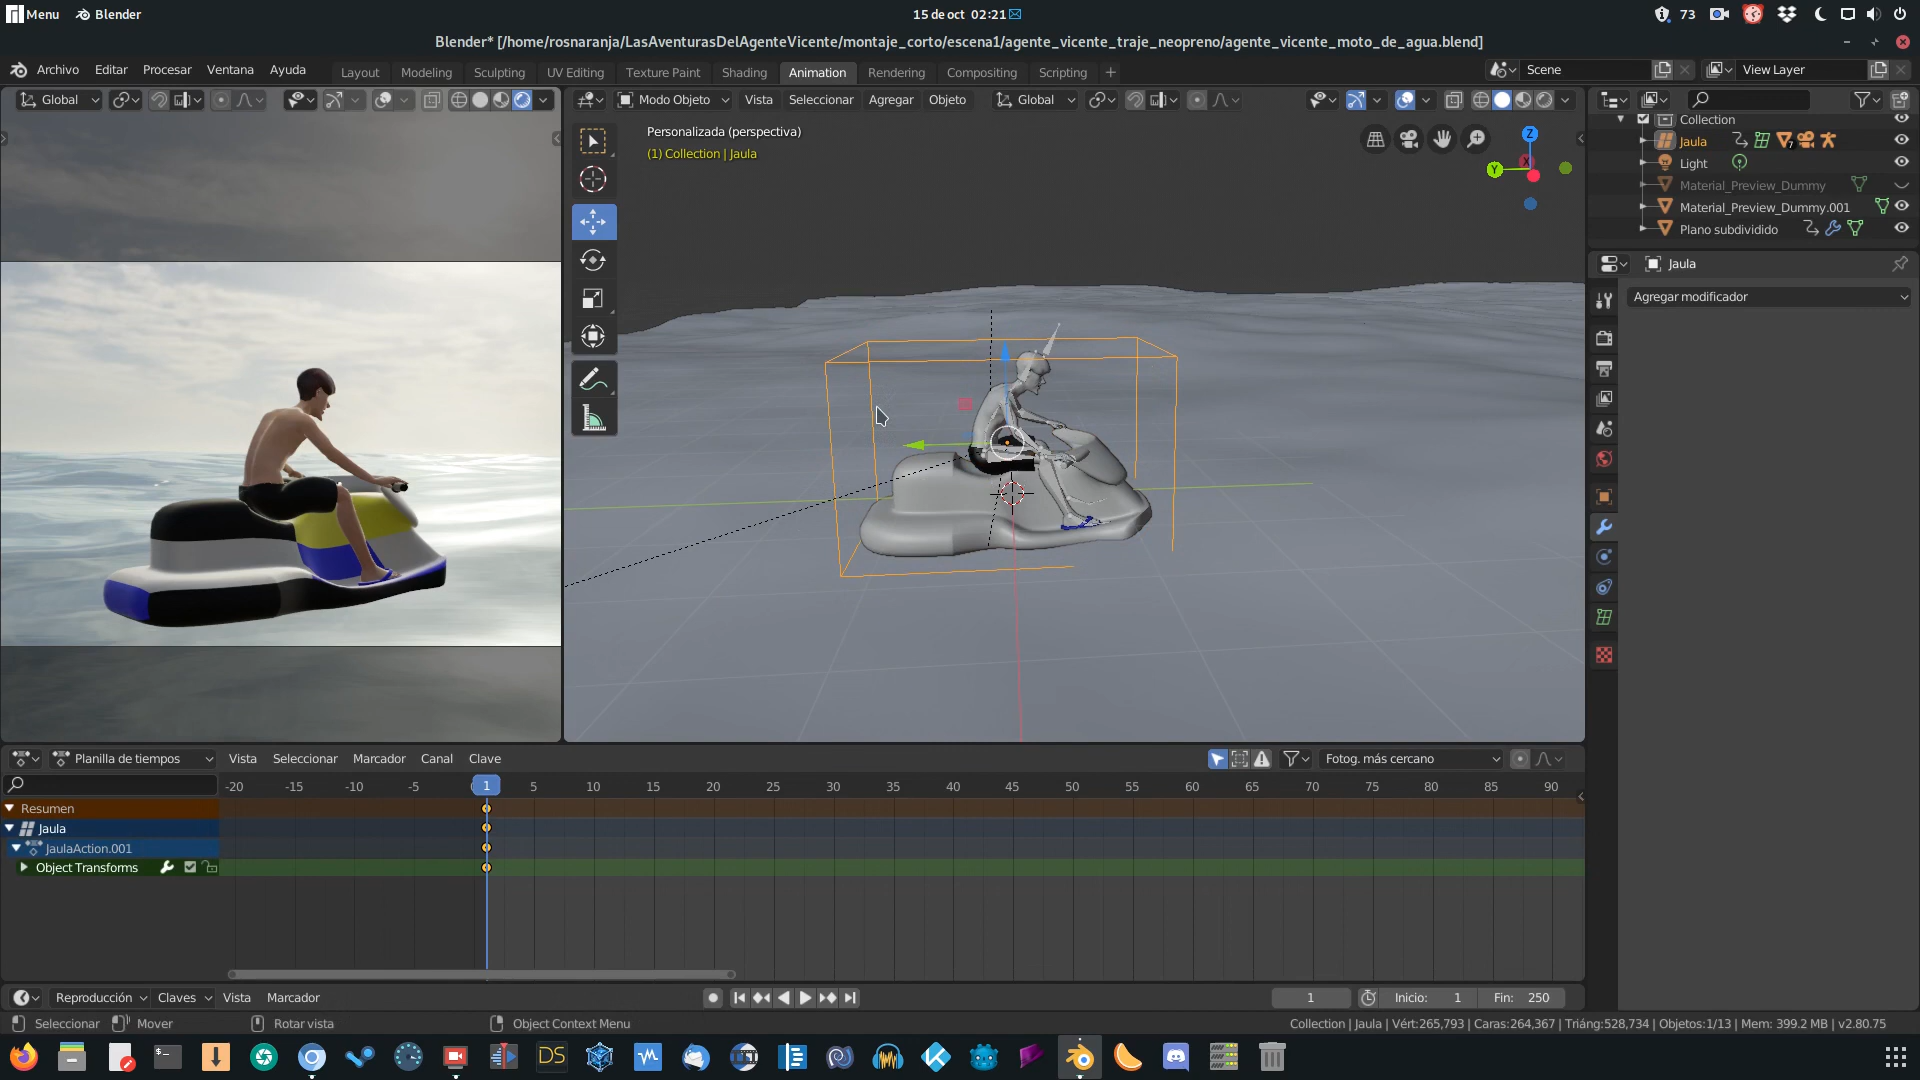 Menu Blender 15 de oct 02:21 73
Blender* [/home/rosnaranja/LasAventurasDelAgenteVicente/montaje_corto/escena1/agente_vicente_traje_neopreno/agente_vicente_moto_de_agua.blend]
Archivo Editar Procesar Ventana Ayuda Layout Modeling Sculpting UV Editing Texture Paint Shading Animation Rendering Compositing Scripting + Scene View Layer
Global Modo Objeto Vista Seleccionar Agregar Objeto Global
Personalizada (perspectiva)
(1) Collection | Jaula
Z
Y
X
Collection
Jaula 7
Light
Material_Preview_Dummy
Material_Preview_Dummy.001
Plano subdividido
Jaula
Agregar modificador
Planilla de tiempos Vista Seleccionar Marcador Canal Clave Fotog. más cercano
-20 -15 -10 -5 1 5 10 15 20 25 30 35 40 45 50 55 60 65 70 75 80 85 90
Resumen
Jaula
JaulaAction.001
Object Transforms
Reproducción Claves Vista Marcador 1 Inicio: 1 Fin: 250
Seleccionar Mover Rotar vista Object Context Menu Collection | Jaula | Vért:265,793 | Caras:264,367 | Triáng:528,734 | Objetos:1/13 | Mem: 399.2 MB | v2.80.75
DS